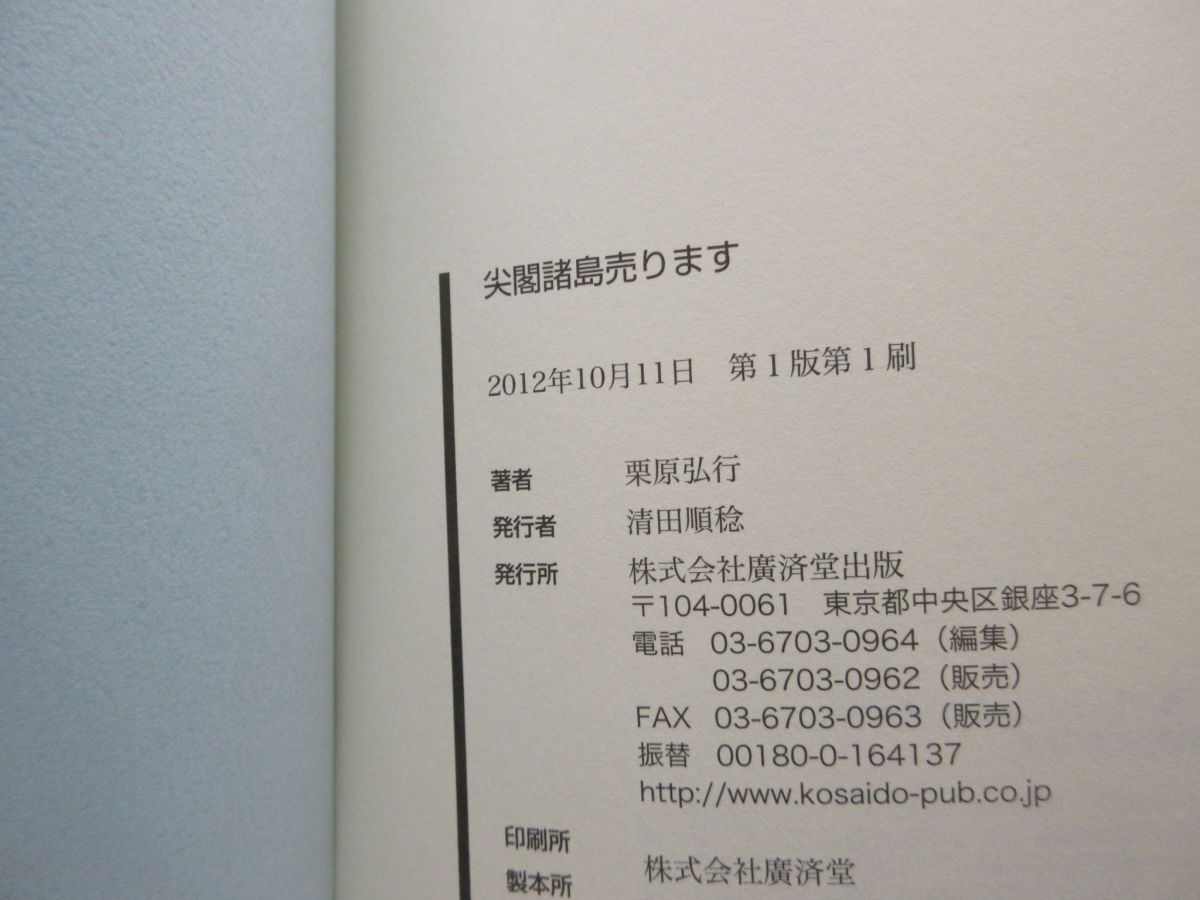 尖閣諸島売ります
2012年10月11日　第1版第1刷
著者　栗原弘行
発行者　清田順稔
発行所　株式会社廣済堂出版
〒104-0061　東京都中央区銀座3-7-6
電話　03-6703-0964（編集）
03-6703-0962（販売）
FAX　03-6703-0963（販売）
振替　00180-0-164137
http://www.kosaido-pub.co.jp
印刷所
製本所　株式会社廣済堂